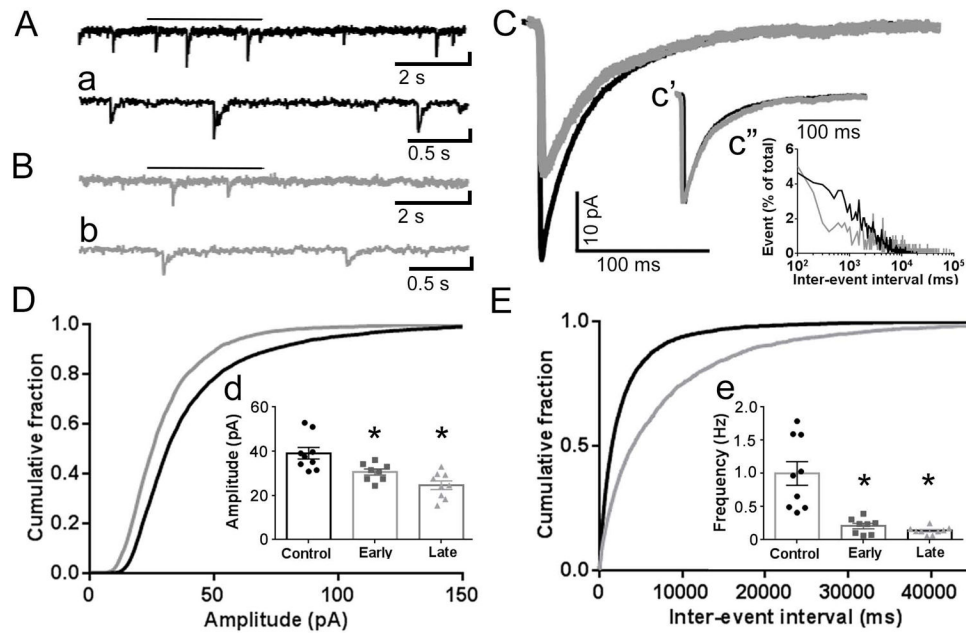 A
2 s
a
0.5 s
B
2 s
b
0.5 s
C
10 pA
100 ms
c'
100 ms
c"
Event (% of total)
6
4
2
0
10² 10³ 10⁴ 10⁵
Inter-event interval (ms)
D
Cumulative fraction
1.0
0.8
0.6
0.4
0.2
0.0
0 50 100 150
Amplitude (pA)
d
Amplitude (pA)
60
40
20
0
* *
Control Early Late
E
Cumulative fraction
1.0
0.5
0.0
0 10000 20000 30000 40000
Inter-event interval (ms)
e
Frequency (Hz)
2.0
1.5
1.0
0.5
0
* *
Control Early Late